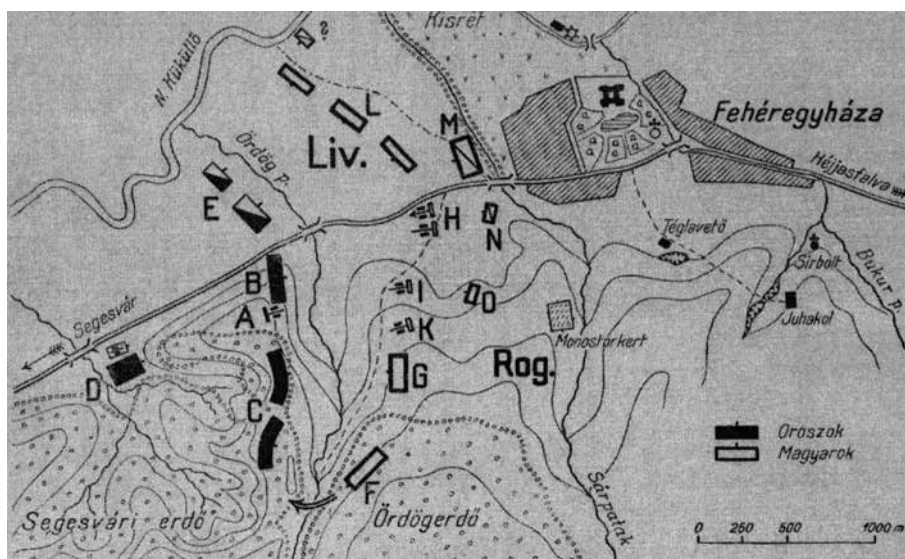 Kisrét
N. Küküllő
?
L
Ördög p.
Liv.
M
Fehéregyháza
Héjjasfalva
E
H
N
Téglavető
Sírbolt
Bükur p.
B
I
O
A
K
Juhakol
Segesvár
Monostorkert
D
G
Rog.
C
Oroszok
Magyarok
F
Segesvári erdő
Ördögerdő
Sárpatak
0 250 500 1000 m